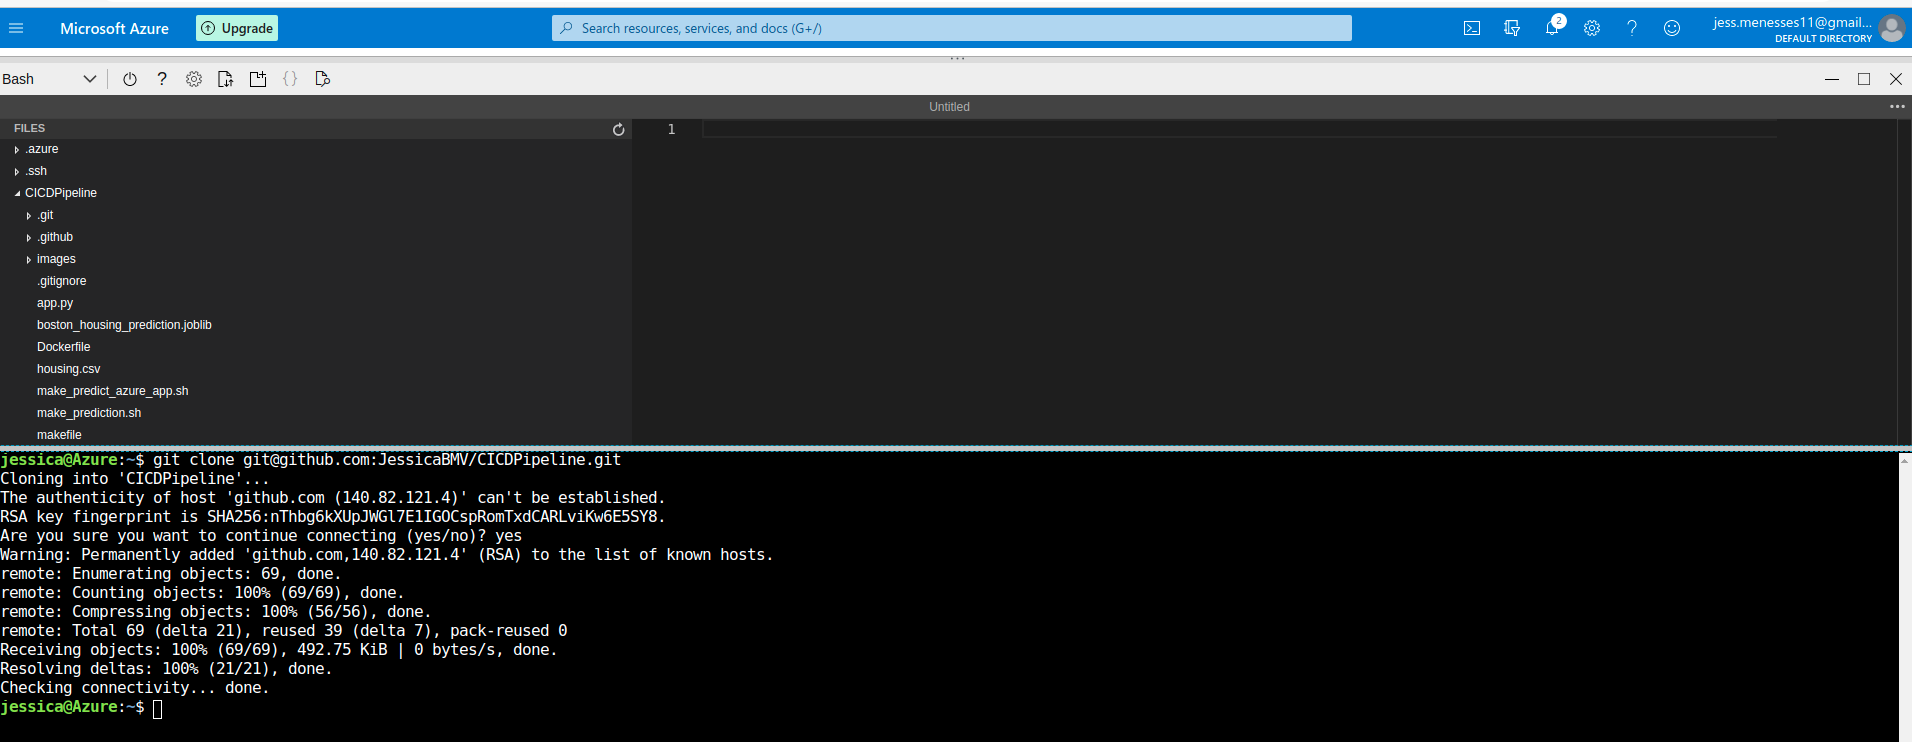 Microsoft Azure
Upgrade
Search resources, services, and docs (G+/)
2
jess.menesses11@gmail...
DEFAULT DIRECTORY
Bash
Untitled
FILES
1
.azure
.ssh
CICDPipeline
.git
.github
images
.gitignore
app.py
boston_housing_prediction.joblib
Dockerfile
housing.csv
make_predict_azure_app.sh
make_prediction.sh
makefile
jessica@Azure:~$ git clone git@github.com:JessicaBMV/CICDPipeline.git
Cloning into 'CICDPipeline'...
The authenticity of host 'github.com (140.82.121.4)' can't be established.
RSA key fingerprint is SHA256:nThbg6kXUpJWGl7E1IGOCspRomTxdCARLviKw6E5SY8.
Are you sure you want to continue connecting (yes/no)? yes
Warning: Permanently added 'github.com,140.82.121.4' (RSA) to the list of known hosts.
remote: Enumerating objects: 69, done.
remote: Counting objects: 100% (69/69), done.
remote: Compressing objects: 100% (56/56), done.
remote: Total 69 (delta 21), reused 39 (delta 7), pack-reused 0
Receiving objects: 100% (69/69), 492.75 KiB | 0 bytes/s, done.
Resolving deltas: 100% (21/21), done.
Checking connectivity... done.
jessica@Azure:~$